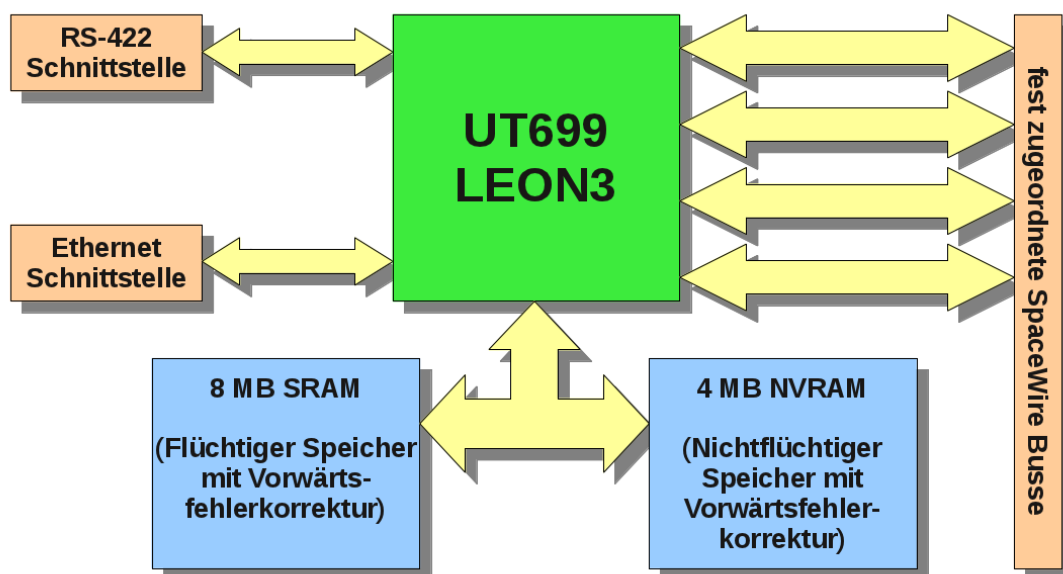 RS-422
Schnittstelle
UT699
LEON3
Ethernet
Schnittstelle
8 MB SRAM
(Flüchtiger Speicher
mit Vorwärts-
fehlerkorrektur)
4 MB NVRAM
(Nichtflüchtiger
Speicher mit
Vorwärtsfehler-
korrektur)
fest zugeordnete SpaceWire Busse